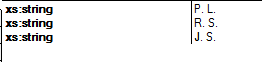 xs:string P. L.
xs:string R. S.
xs:string J. S.